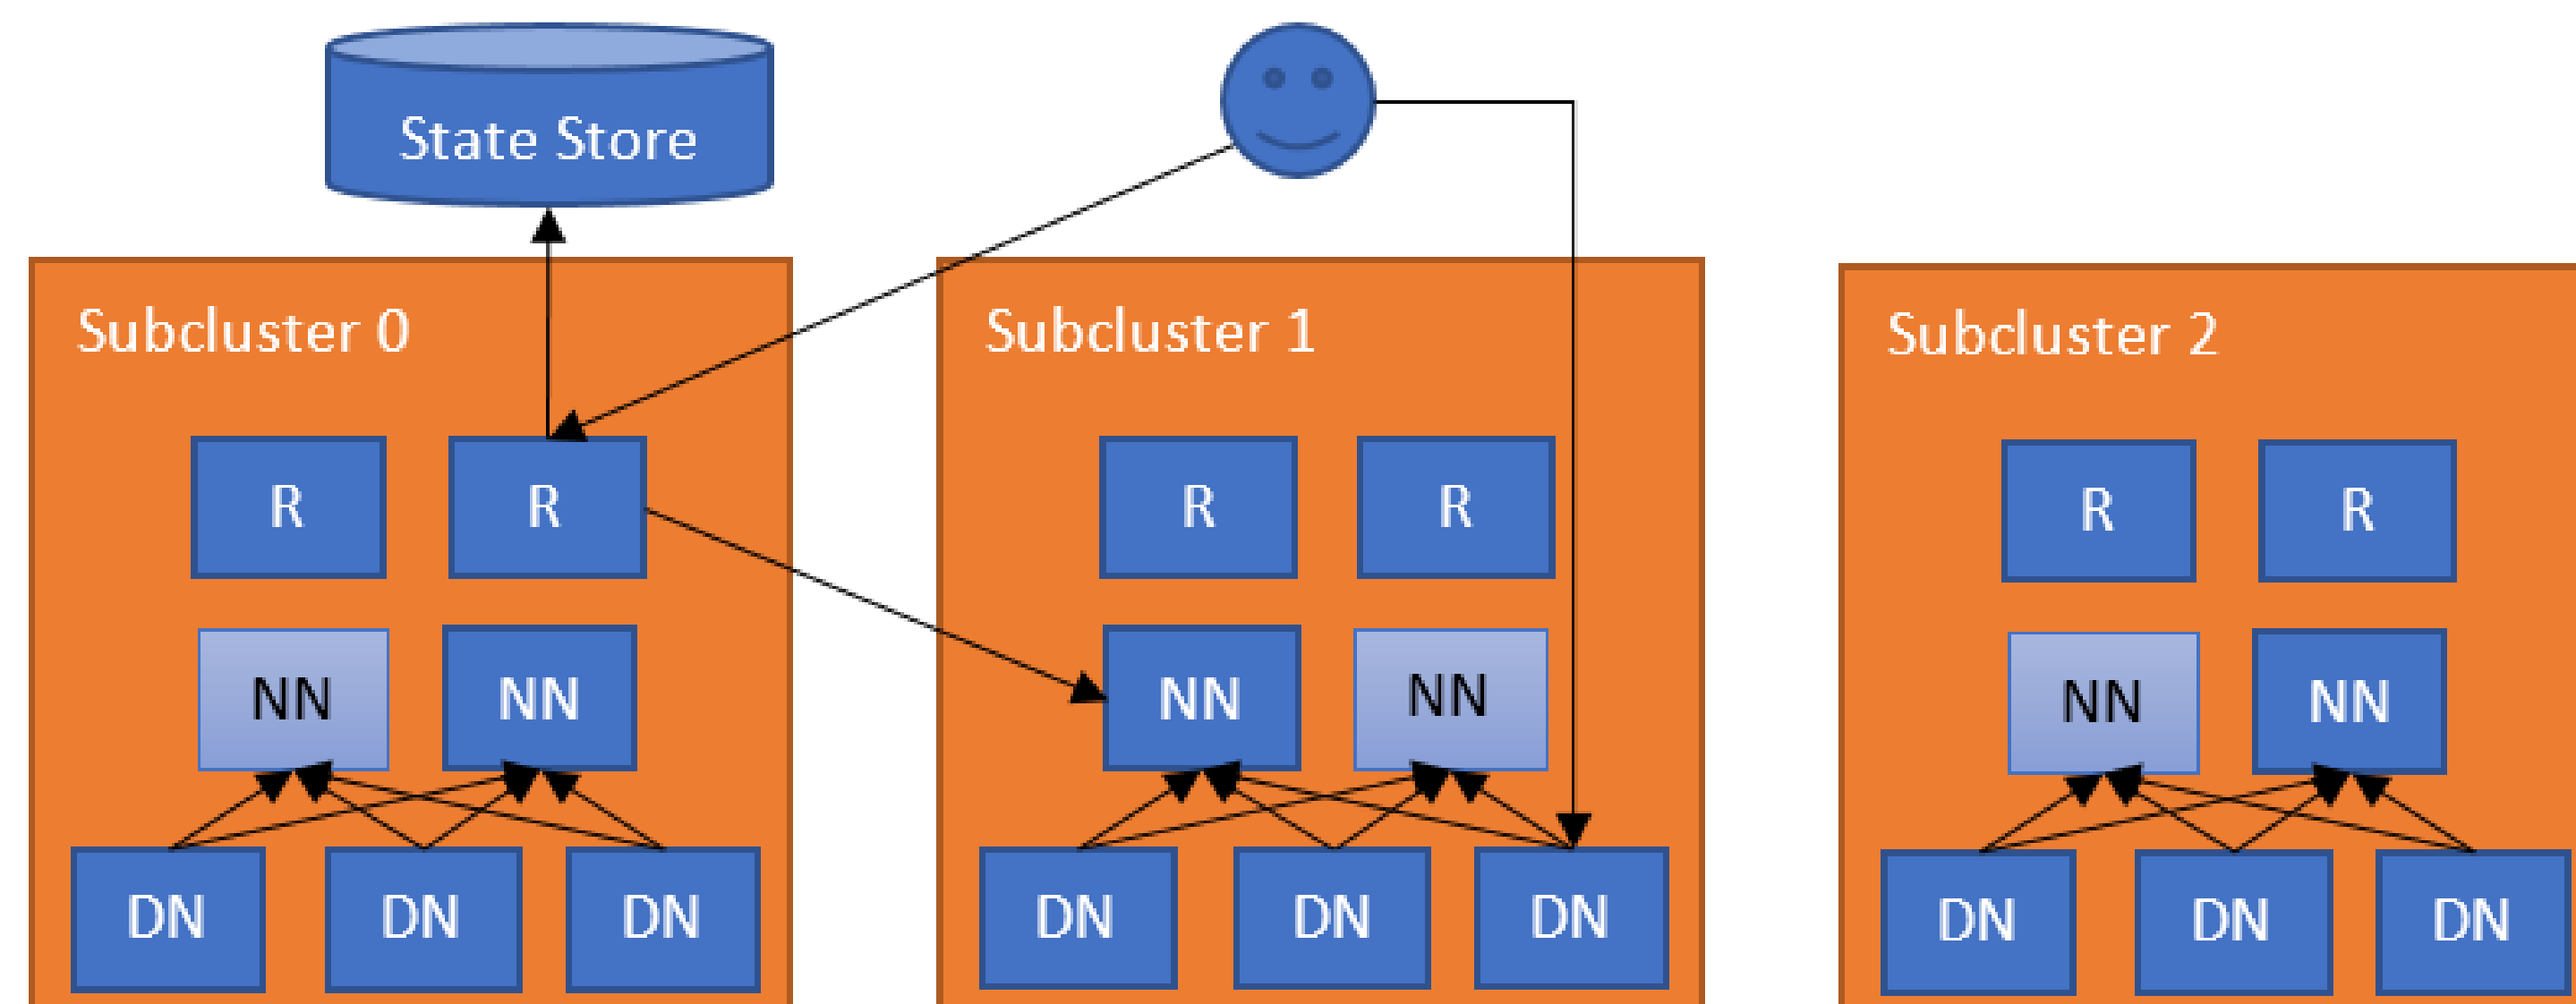 State Store
Subcluster 0
Subcluster 1
Subcluster 2
R R R R R R
NN NN NN NN NN NN
DN DN DN DN DN DN DN DN DN